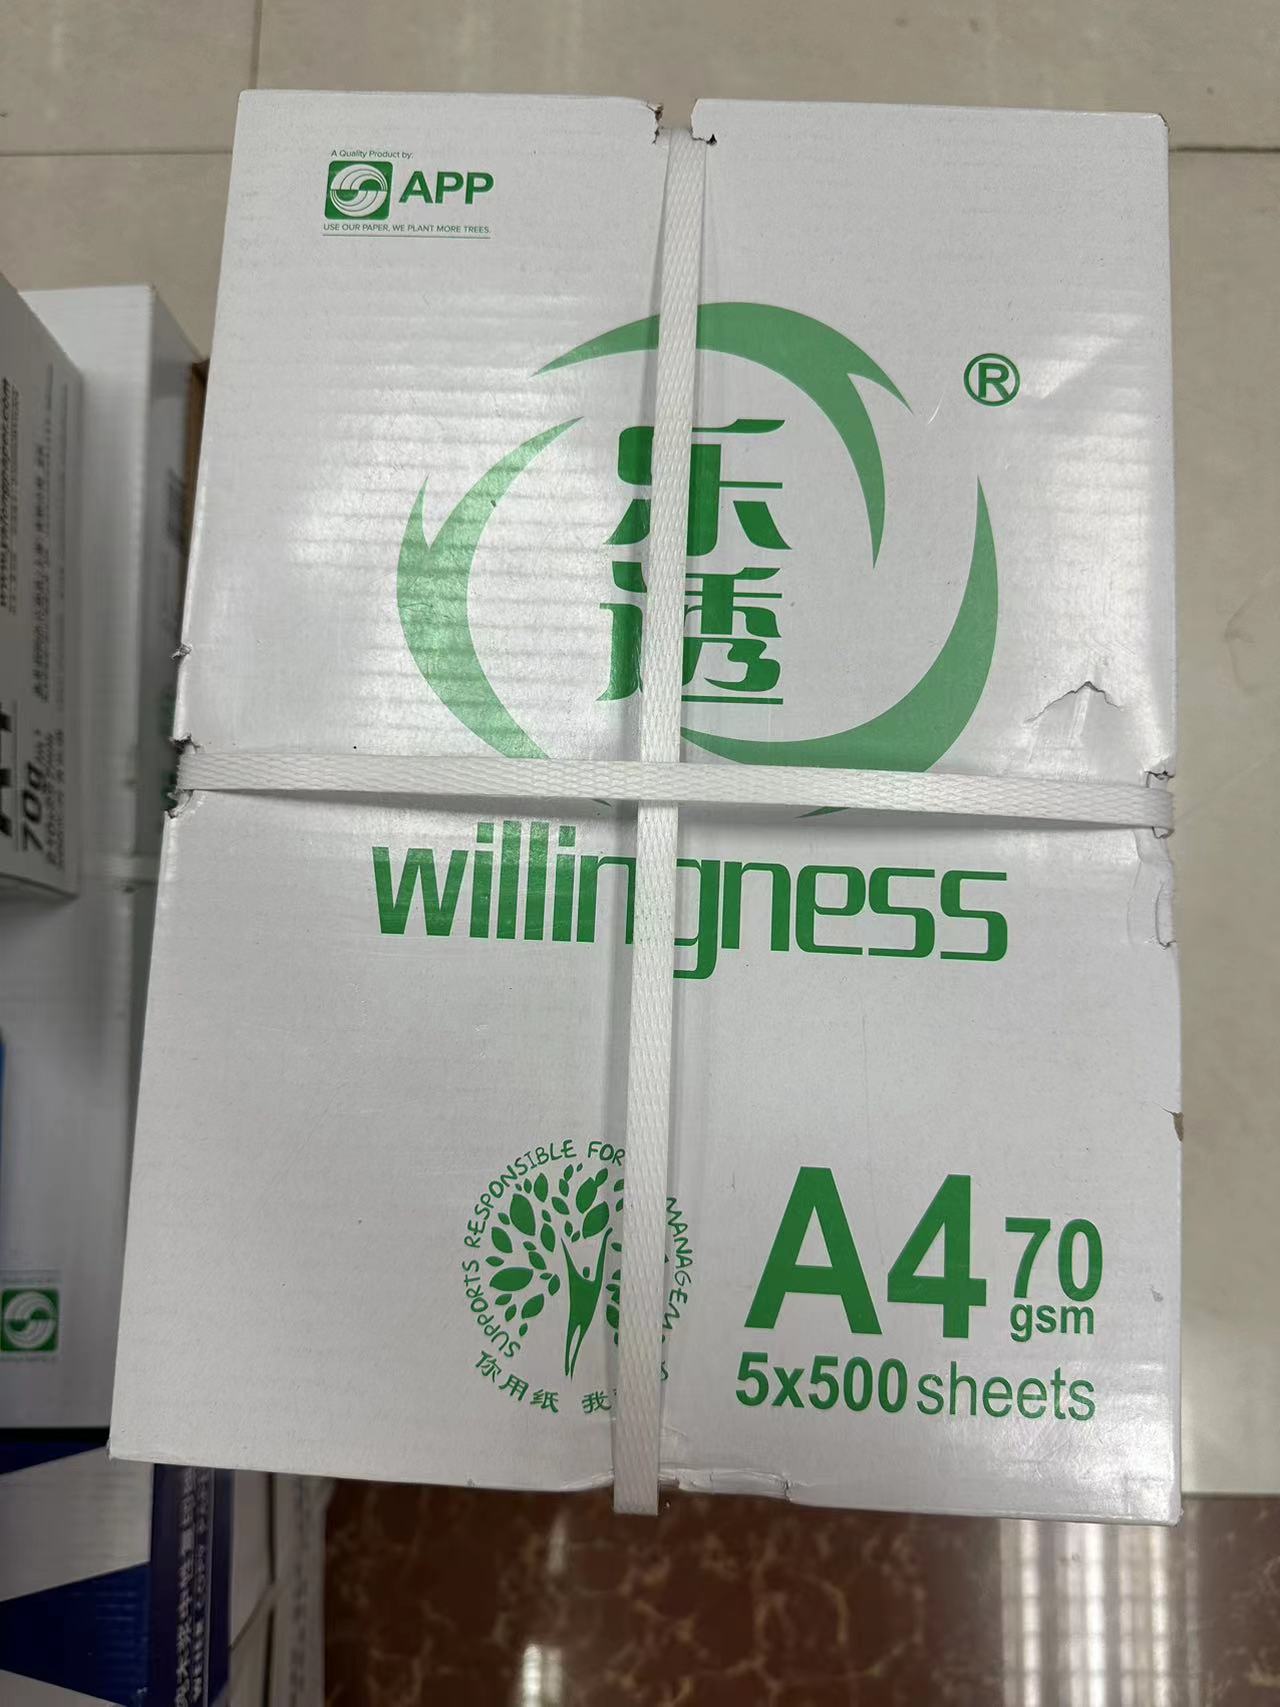 A Quality Product by:
APP
USE OUR PAPER, WE PLANT MORE TREES.
®
乐透
willingness
SUPPORTS RESPONSIBLE FOR
MANAGEM
你用纸 我
A4 70
gsm
5x500 sheets
70g